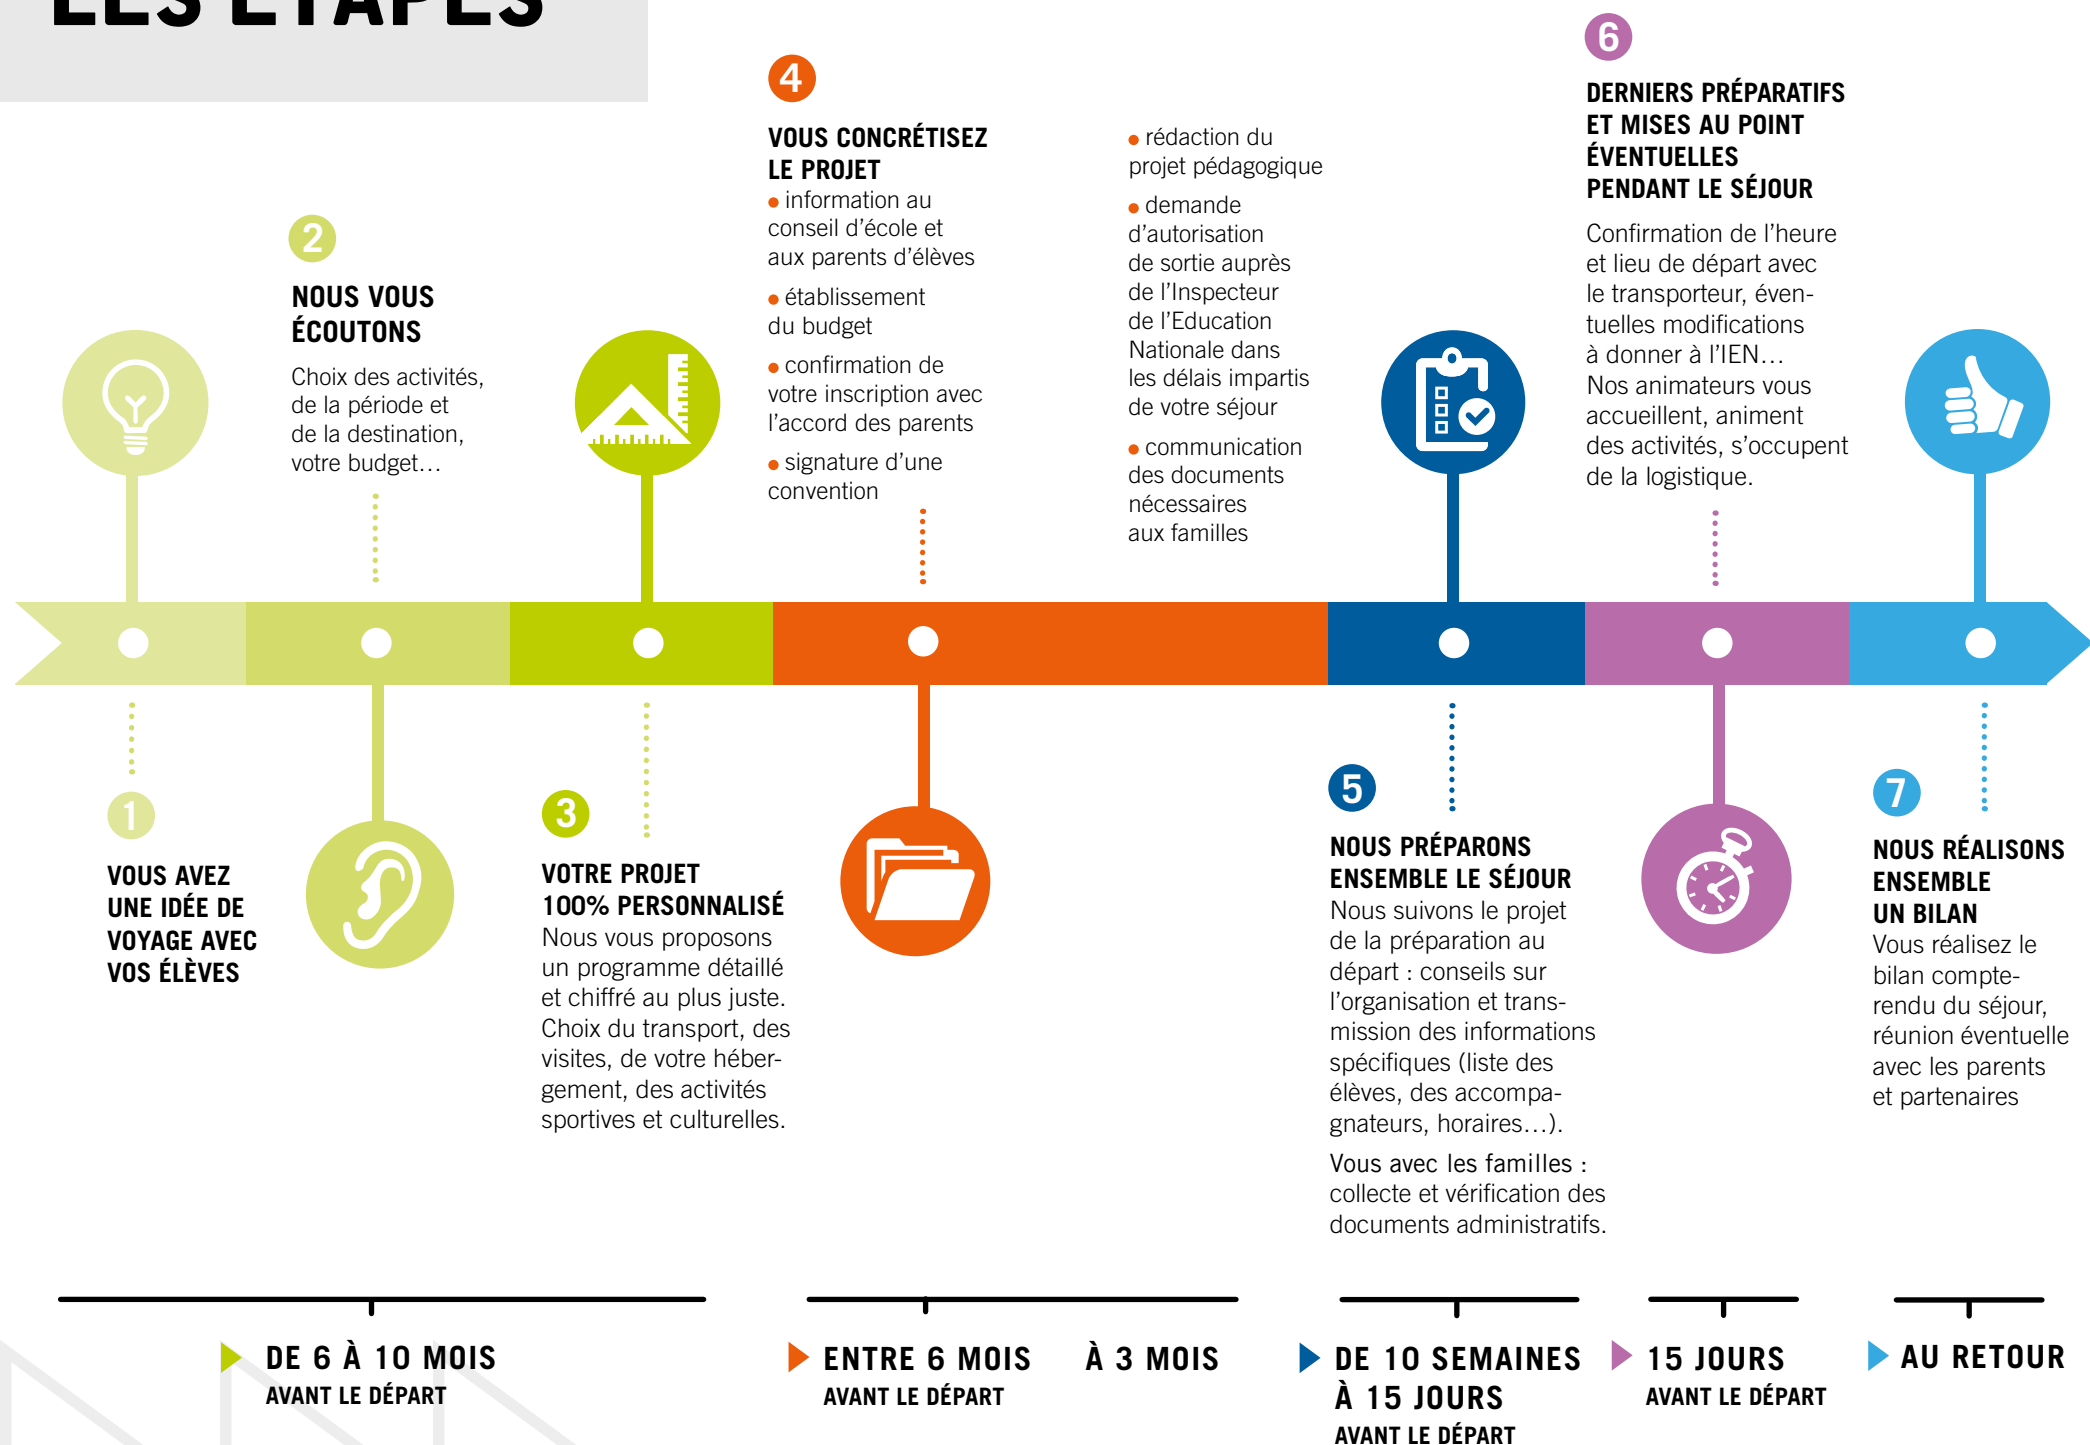 LES ÉTAPES
1
VOUS AVEZ
UNE IDÉE DE
VOYAGE AVEC
VOS ÉLÈVES
2
NOUS VOUS
ÉCOUTONS
Choix des activités,
de la période et
de la destination,
votre budget…
3
VOTRE PROJET
100% PERSONNALISÉ
Nous vous proposons
un programme détaillé
et chiffré au plus juste.
Choix du transport, des
visites, de votre héber-
gement, des activités
sportives et culturelles.
4
VOUS CONCRÉTISEZ
LE PROJET
• information au
conseil d’école et
aux parents d’élèves
• établissement
du budget
• confirmation de
votre inscription avec
l’accord des parents
• signature d’une
convention
• rédaction du
projet pédagogique
• demande
d’autorisation
de sortie auprès
de l’Inspecteur
de l’Education
Nationale dans
les délais impartis
de votre séjour
• communication
des documents
nécessaires
aux familles
5
NOUS PRÉPARONS
ENSEMBLE LE SÉJOUR
Nous suivons le projet
de la préparation au
départ : conseils sur
l’organisation et trans-
mission des informations
spécifiques (liste des
élèves, des accompa-
gnateurs, horaires…).
Vous avec les familles :
collecte et vérification des
documents administratifs.
6
DERNIERS PRÉPARATIFS
ET MISES AU POINT
ÉVENTUELLES
PENDANT LE SÉJOUR
Confirmation de l’heure
et lieu de départ avec
le transporteur, éven-
tuelles modifications
à donner à l’IEN…
Nos animateurs vous
accueillent, animent
des activités, s’occupent
de la logistique.
7
NOUS RÉALISONS
ENSEMBLE
UN BILAN
Vous réalisez le
bilan compte-
rendu du séjour,
réunion éventuelle
avec les parents
et partenaires
DE 6 À 10 MOIS
AVANT LE DÉPART
ENTRE 6 MOIS À 3 MOIS
AVANT LE DÉPART
DE 10 SEMAINES
À 15 JOURS
AVANT LE DÉPART
15 JOURS
AVANT LE DÉPART
AU RETOUR